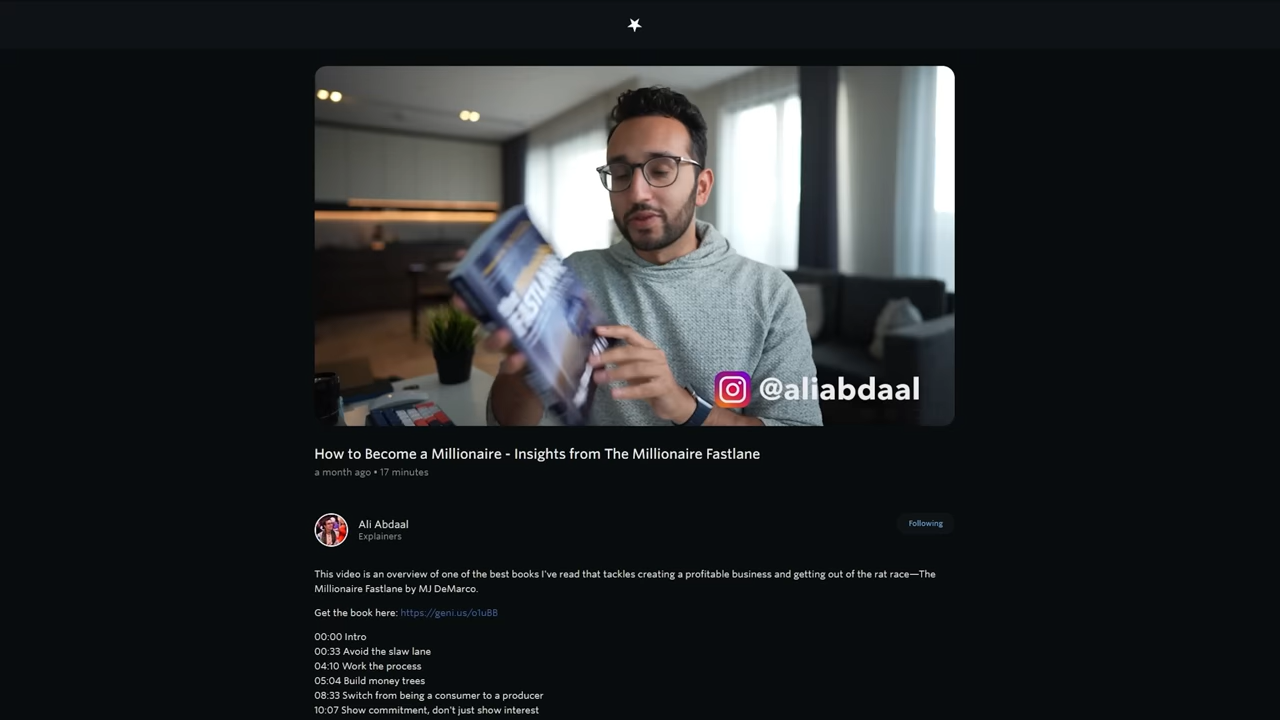 @aliabdaal
How to Become a Millionaire - Insights from The Millionaire Fastlane
a month ago • 17 minutes
Ali Abdaal
Explainers
Following
This video is an overview of one of the best books I've read that tackles creating a profitable business and getting out of the rat race—The
Millionaire Fastlane by MJ DeMarco.
Get the book here: https://geni.us/o1uBB
00:00 Intro
00:33 Avoid the slaw lane
04:10 Work the process
05:04 Build money trees
08:33 Switch from being a consumer to a producer
10:07 Show commitment, don't just show interest